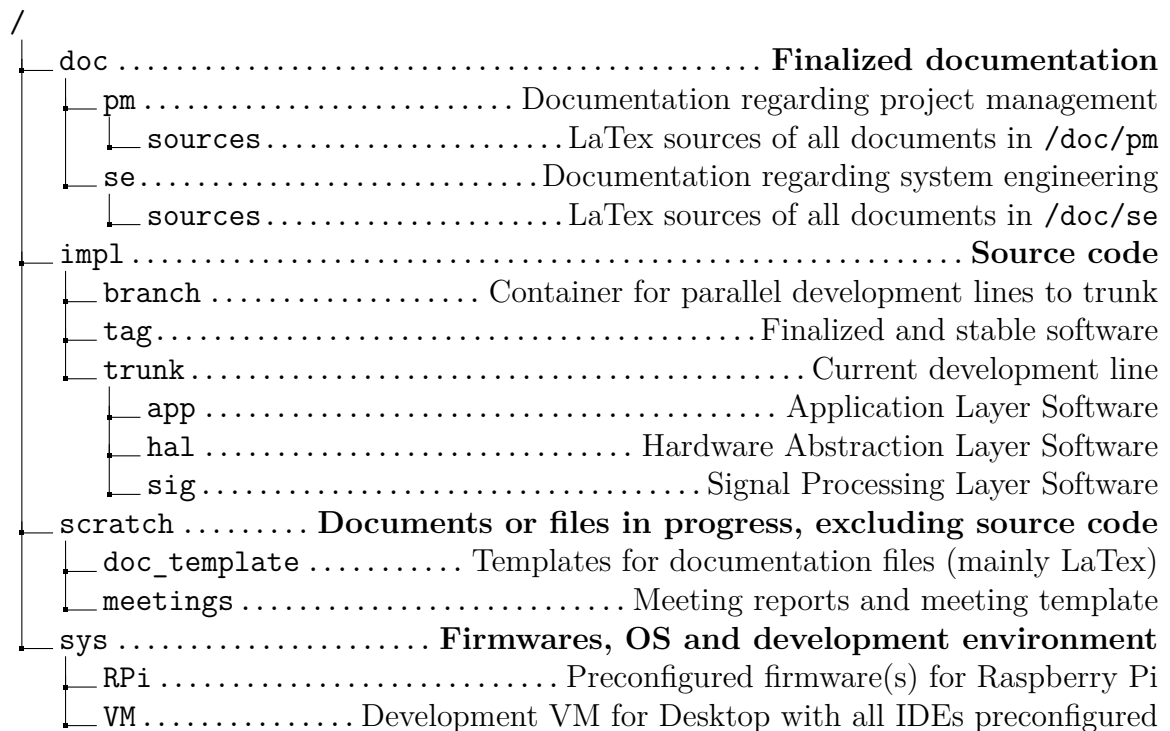 /
doc ................................................ Finalized documentation
pm .......................... Documentation regarding project management
sources ..................... LaTex sources of all documents in /doc/pm
se ............................ Documentation regarding system engineering
sources ..................... LaTex sources of all documents in /doc/se
impl .......................................................... Source code
branch ................... Container for parallel development lines to trunk
tag .......................................... Finalized and stable software
trunk ........................................... Current development line
app ........................................ Application Layer Software
hal .............................. Hardware Abstraction Layer Software
sig ................................... Signal Processing Layer Software
scratch ......... Documents or files in progress, excluding source code
doc_template ........... Templates for documentation files (mainly LaTex)
meetings ........................... Meeting reports and meeting template
sys ...................... Firmwares, OS and development environment
RPi ............................ Preconfigured firmware(s) for Raspberry Pi
VM ............... Development VM for Desktop with all IDEs preconfigured